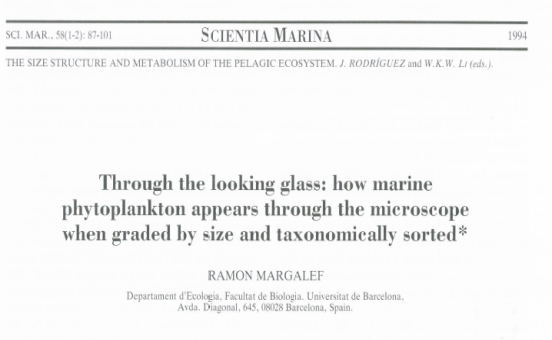 SCI. MAR., 58(1-2): 87-101 SCIENTIA MARINA 1994
THE SIZE STRUCTURE AND METABOLISM OF THE PELAGIC ECOSYSTEM. J. RODRÍGUEZ and W.K.W. LI (eds.).
Through the looking glass: how marine
phytoplankton appears through the microscope
when graded by size and taxonomically sorted*
RAMON MARGALEF
Departament d'Ecologia, Facultat de Biologia. Universitat de Barcelona,
Avda. Diagonal, 645, 08028 Barcelona, Spain.